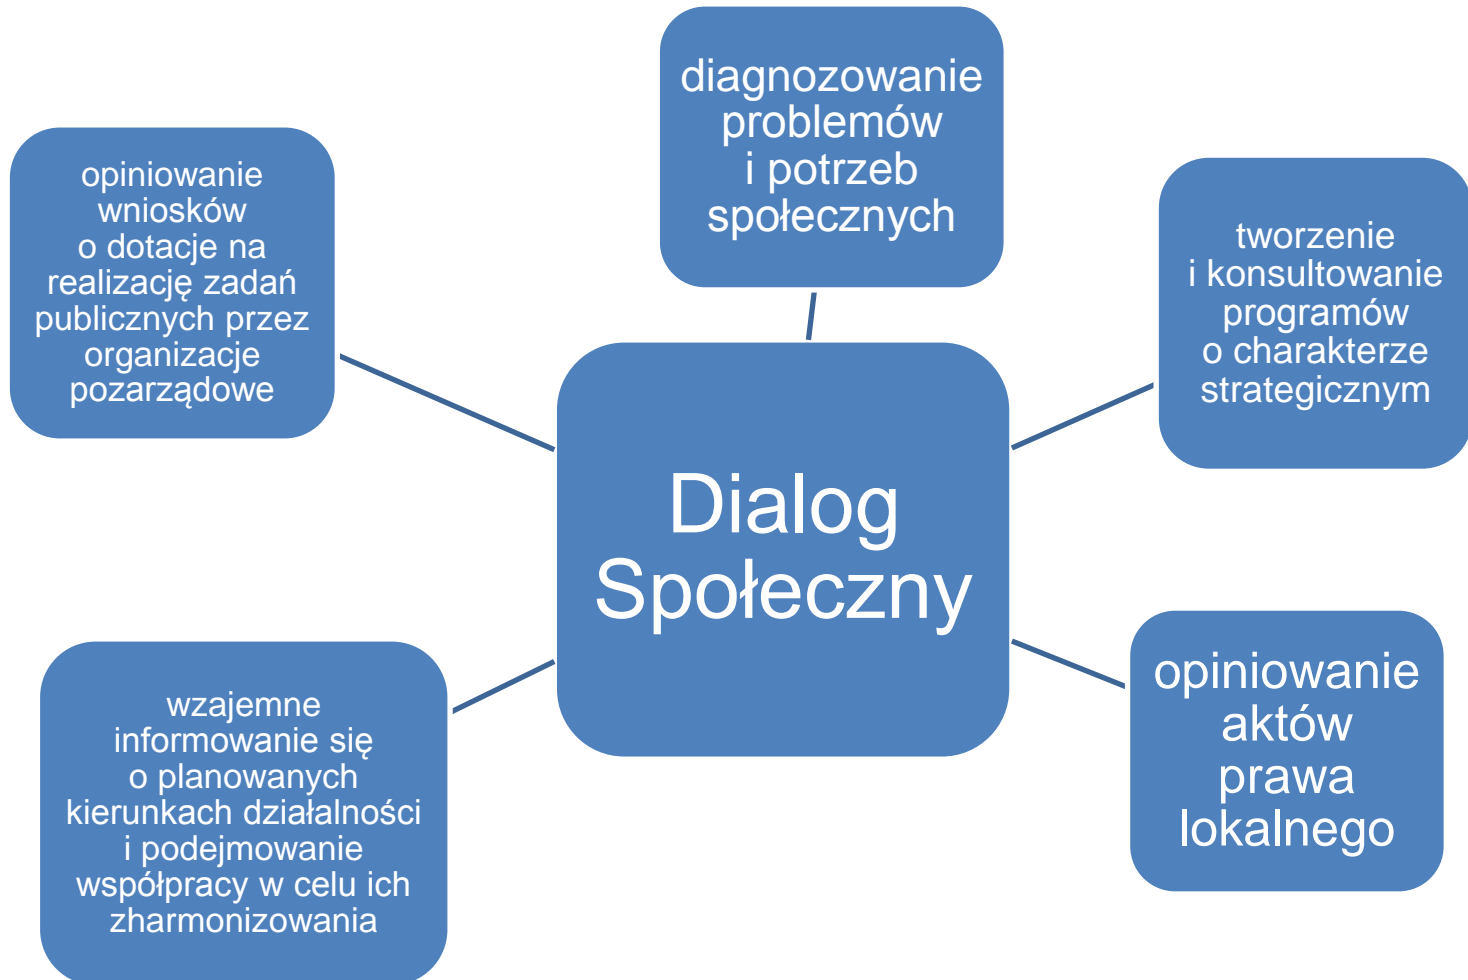 diagnozowanie
problemów
i potrzeb
społecznych
opiniowanie
wniosków
o dotacje na
realizację zadań
publicznych przez
organizacje
pozarządowe
tworzenie
i konsultowanie
programów
o charakterze
strategicznym
Dialog
Społeczny
wzajemne
informowanie się
o planowanych
kierunkach działalności
i podejmowanie
współpracy w celu ich
zharmonizowania
opiniowanie
aktów
prawa
lokalnego